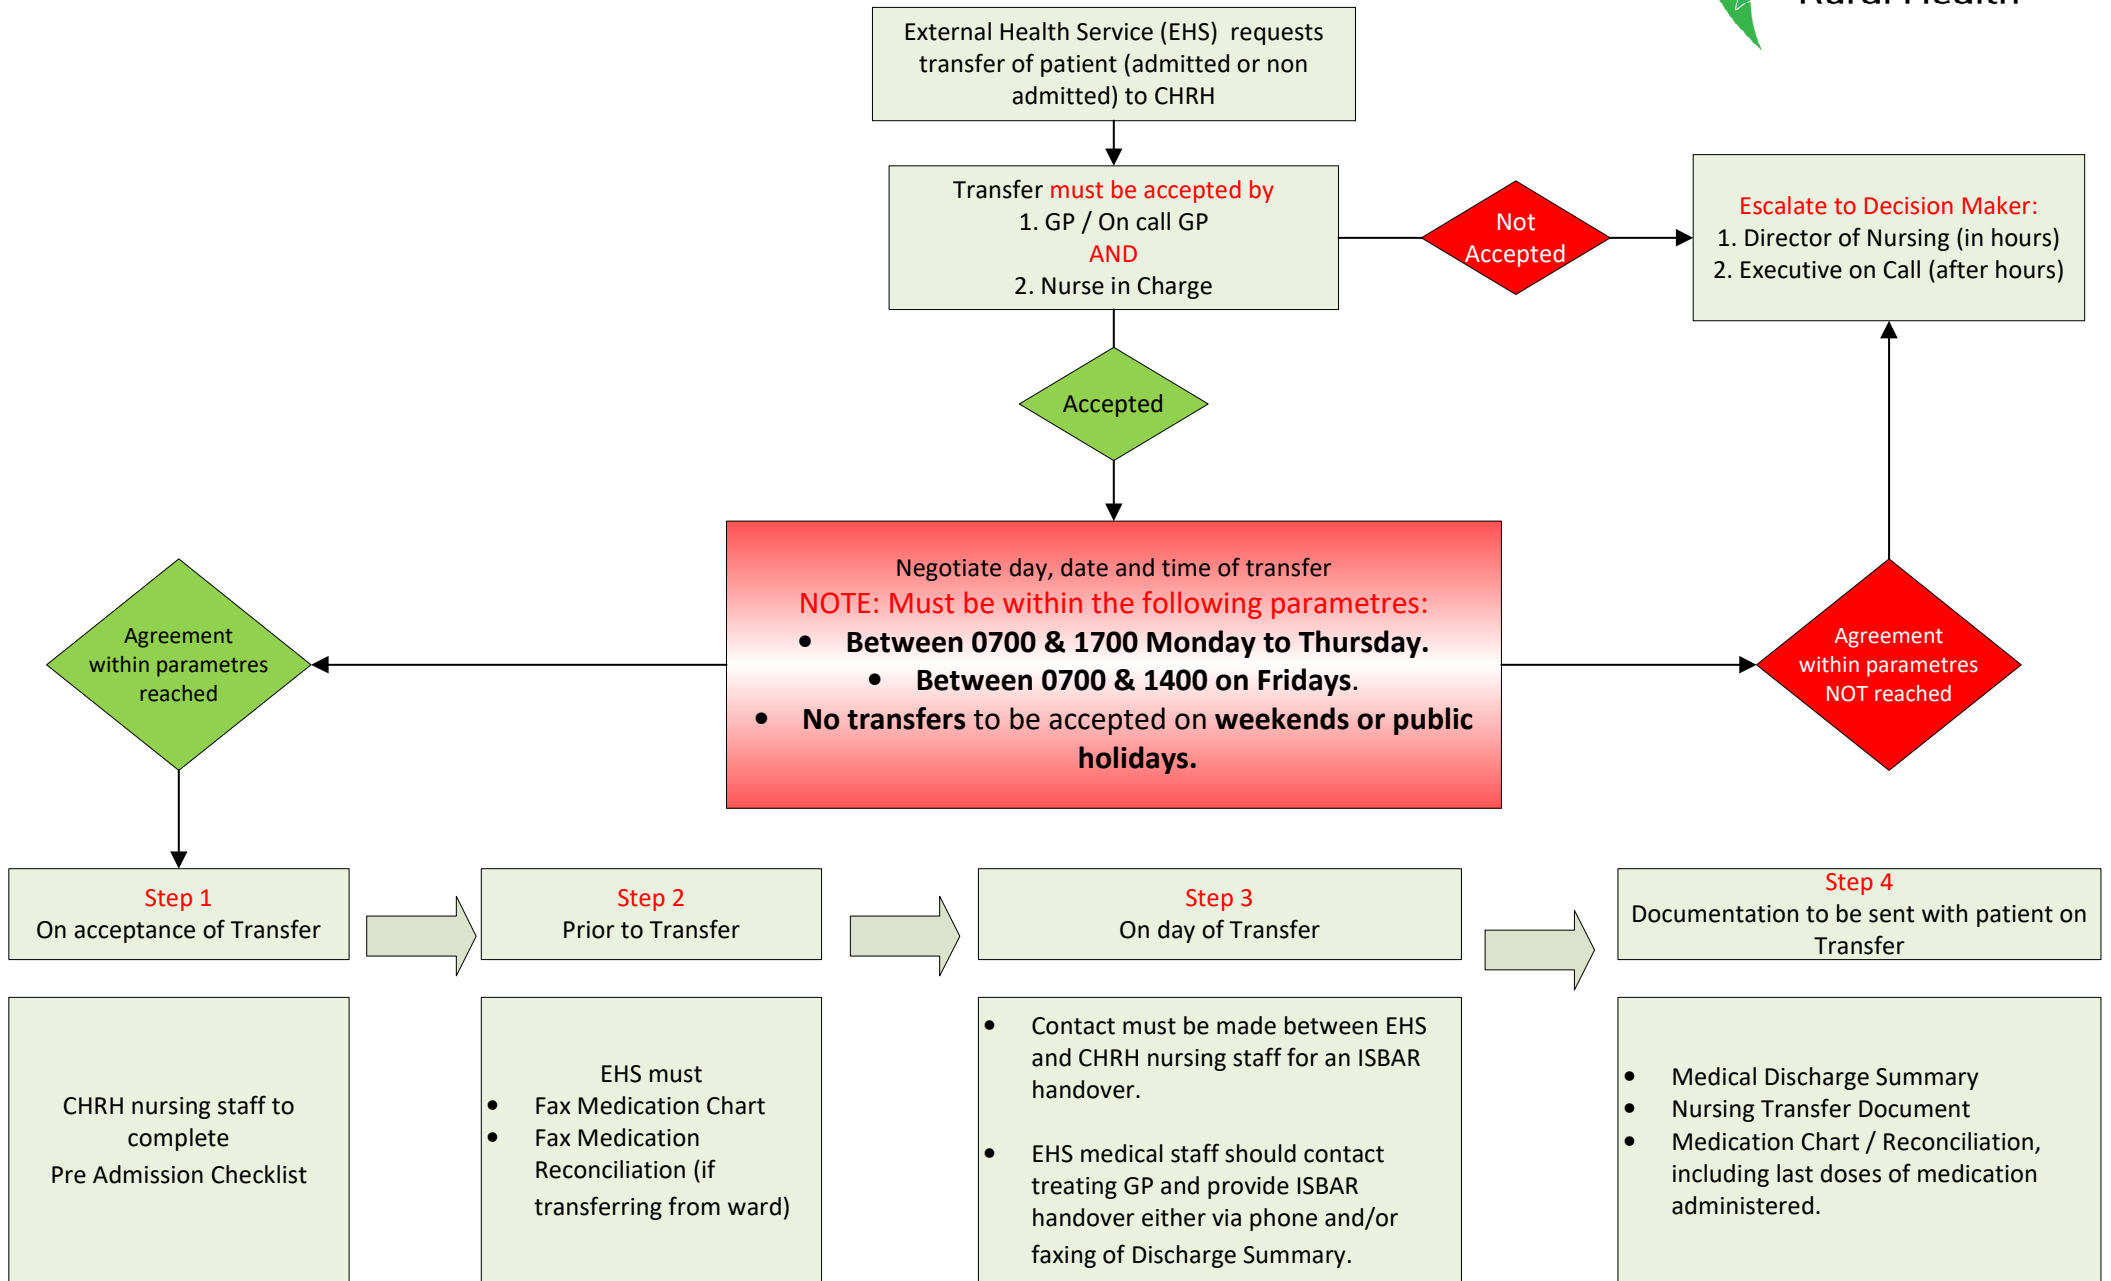 Rural Health
External Health Service (EHS) requests
transfer of patient (admitted or non
admitted) to CHRH
Transfer must be accepted by
1. GP / On call GP
AND
2. Nurse in Charge
Not
Accepted
Escalate to Decision Maker:
1. Director of Nursing (in hours)
2. Executive on Call (after hours)
Accepted
Negotiate day, date and time of transfer
NOTE: Must be within the following parametres:
• Between 0700 & 1700 Monday to Thursday.
• Between 0700 & 1400 on Fridays.
• No transfers to be accepted on weekends or public
holidays.
Agreement
within parametres
reached
Agreement
within parametres
NOT reached
Step 1
On acceptance of Transfer
Step 2
Prior to Transfer
Step 3
On day of Transfer
Step 4
Documentation to be sent with patient on
Transfer
CHRH nursing staff to
complete
Pre Admission Checklist
EHS must
• Fax Medication Chart
• Fax Medication
Reconciliation (if
transferring from ward)
• Contact must be made between EHS
and CHRH nursing staff for an ISBAR
handover.
• EHS medical staff should contact
treating GP and provide ISBAR
handover either via phone and/or
faxing of Discharge Summary.
• Medical Discharge Summary
• Nursing Transfer Document
• Medication Chart / Reconciliation,
including last doses of medication
administered.